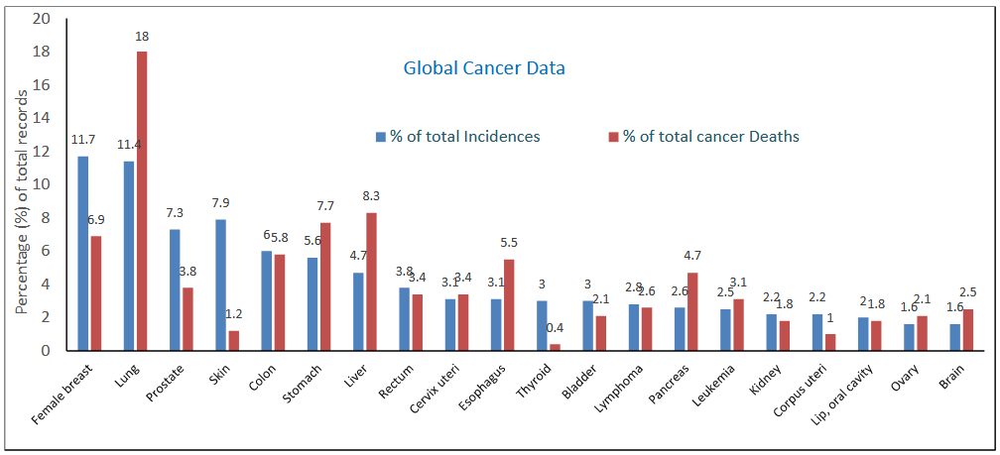 Global Cancer Data
% of total Incidences
% of total cancer Deaths
Percentage (%) of total records
20
18
16
14
12
10
8
6
4
2
0
11.7 6.9
11.4 18
7.3 3.8
7.9 1.2
6 5.8
5.6 7.7
4.7 8.3
3.8 3.4
3.1 3.4
3.1 5.5
3 0.4
3 2.1
2.8 2.6
2.6 4.7
2.5 3.1
2.2 1.8
2.2 1
2 1.8
1.6 2.1
1.6 2.5
Female breast
Lung
Prostate
Skin
Colon
Stomach
Liver
Rectum
Cervix uteri
Esophagus
Thyroid
Bladder
Lymphoma
Pancreas
Leukemia
Kidney
Corpus uteri
Lip, oral cavity
Ovary
Brain